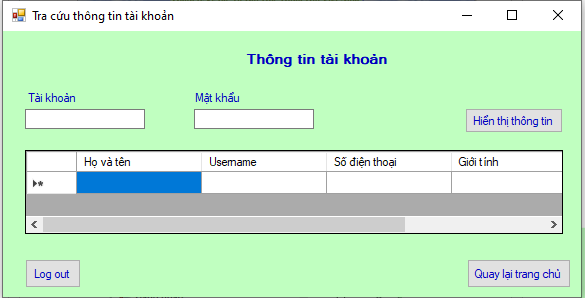 Tra cứu thông tin tài khoản
Thông tin tài khoản
Tài khoản Mật khẩu
Hiển thị thông tin
Họ và tên Username Số điện thoại Giới tính
Log out Quay lại trang chủ